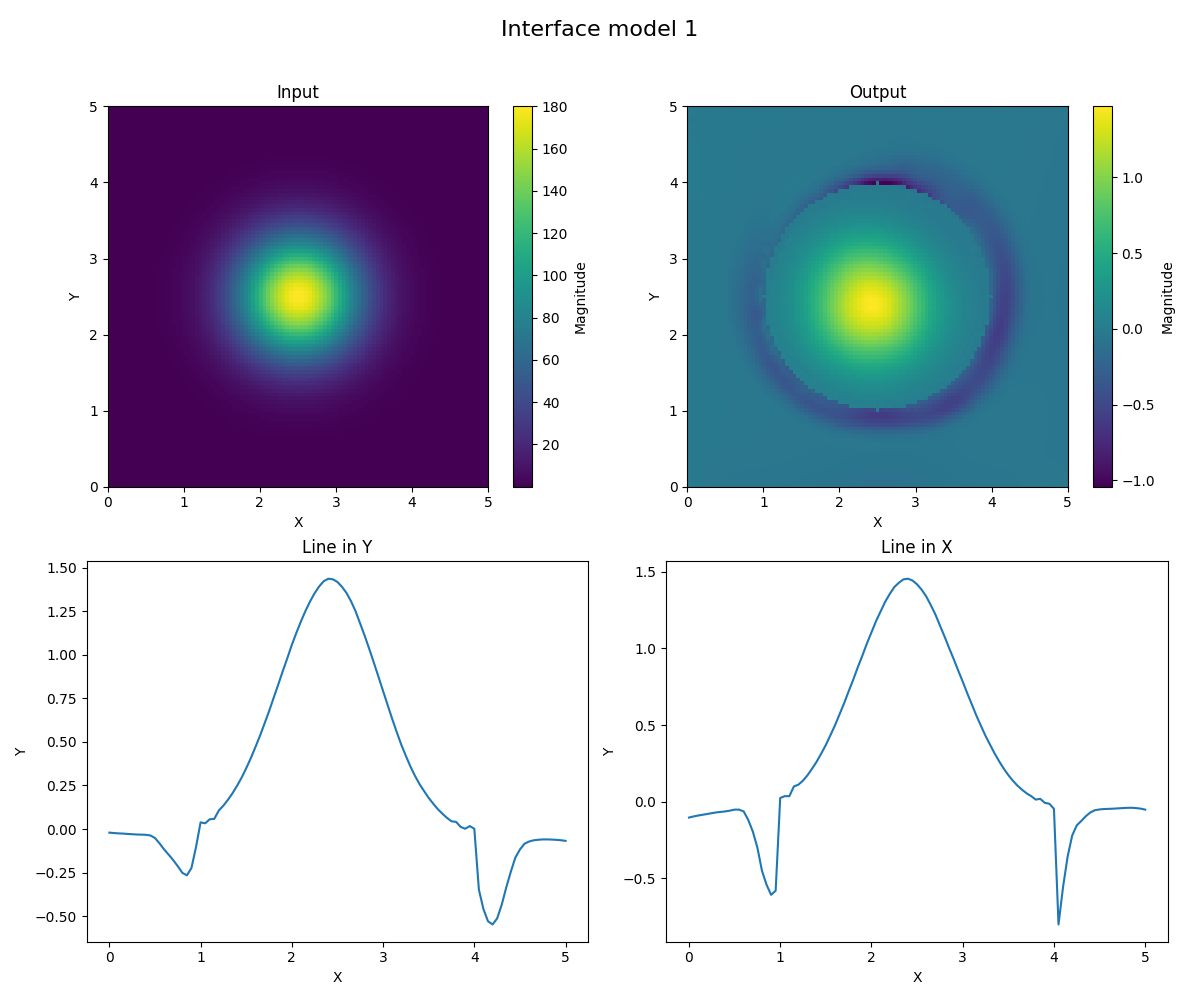 Interface model 1
Input
Output
5
4
3
2
1
0
Y
0 1 2 3 4 5
X
180
160
140
120
100
80
60
40
20
Magnitude
5
4
3
2
1
0
Y
0 1 2 3 4 5
X
1.0
0.5
0.0
−0.5
−1.0
Magnitude
Line in Y
1.50
1.25
1.00
0.75
0.50
0.25
0.00
−0.25
−0.50
Y
0 1 2 3 4 5
X
Line in X
1.5
1.0
0.5
0.0
−0.5
Y
0 1 2 3 4 5
X